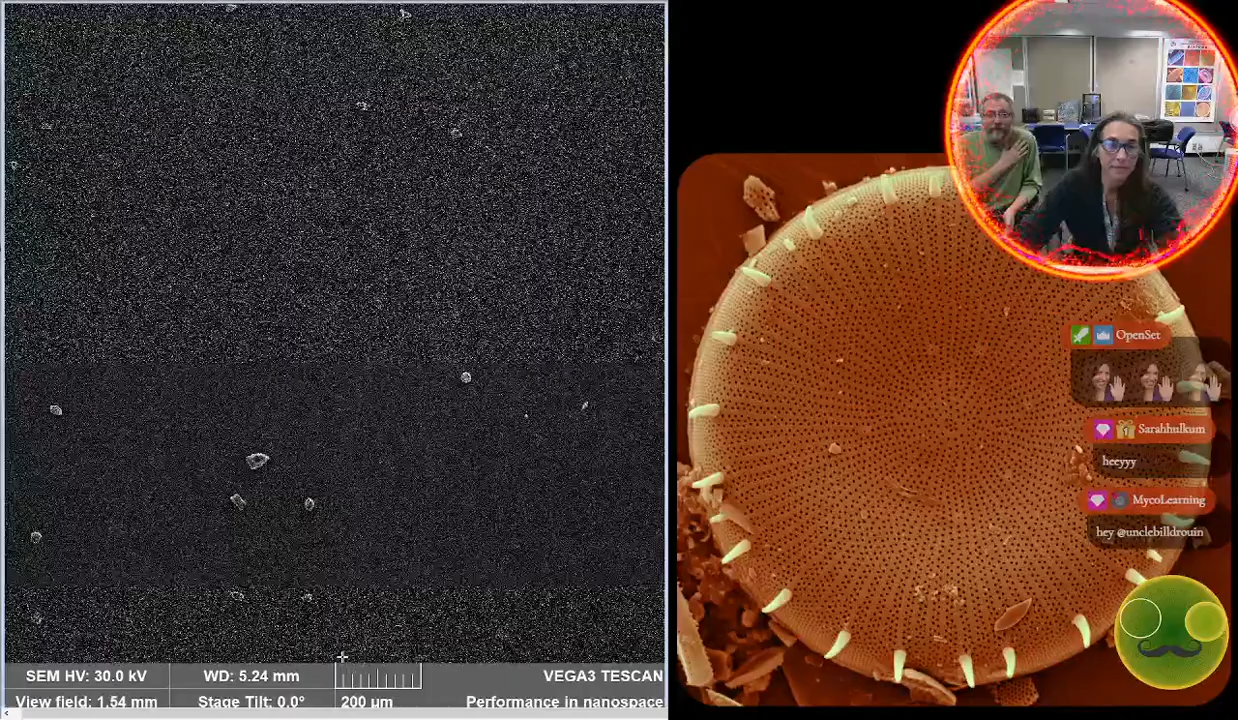 SEM HV: 30.0 kV WD: 5.24 mm VEGA3 TESCAN
View field: 1.54 mm Stage Tilt: 0.0° 200 µm Performance in nanospace
OpenSet
Sarahhulkum
heeyyy
MycoLearning
hey @unclebilldrouin